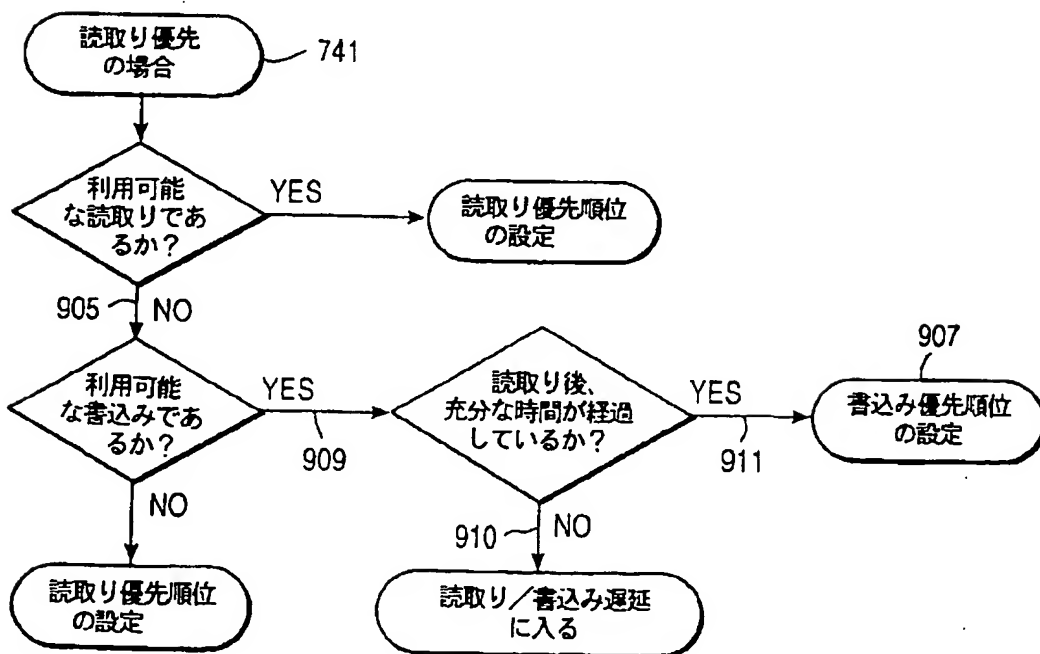 読取り優先
の場合
741
利用可能
な読取りであ
るか？
YES
読取り優先順位
の設定
905
NO
利用可能
な書込みであ
るか？
YES
909
読取り後、
充分な時間が経過
しているか？
YES
911
907
書込み優先順位
の設定
NO
読取り優先順位
の設定
910
NO
読取り／書込み遅延
に入る